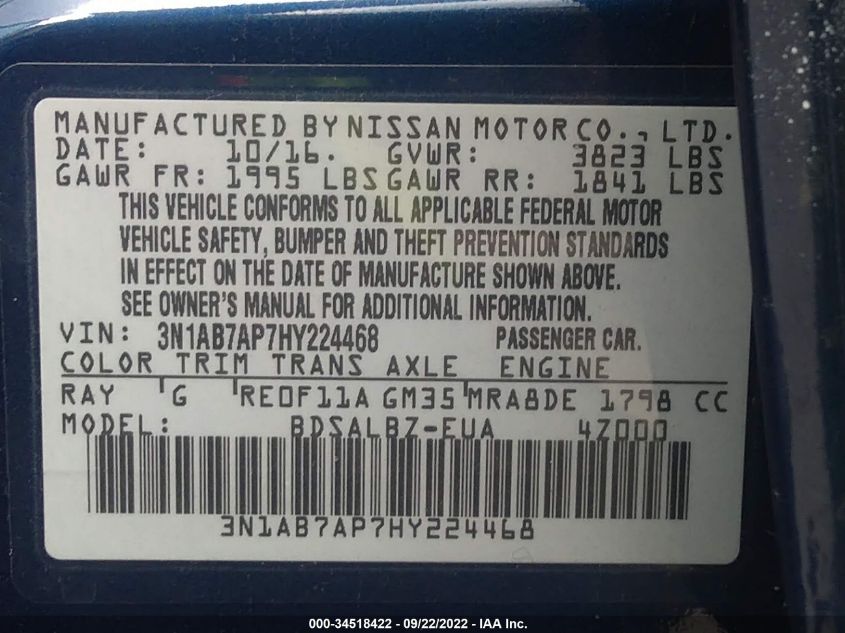 MANUFACTURED BY NISSAN MOTOR CO., LTD.
DATE: 10/16. GVWR: 3823 LBS
GAWR FR: 1995 LBS GAWR RR: 1841 LBS
THIS VEHICLE CONFORMS TO ALL APPLICABLE FEDERAL MOTOR
VEHICLE SAFETY, BUMPER AND THEFT PREVENTION STANDARDS
IN EFFECT ON THE DATE OF MANUFACTURE SHOWN ABOVE.
SEE OWNER'S MANUAL FOR ADDITIONAL INFORMATION.
VIN: 3N1AB7AP7HY224468 PASSENGER CAR.
COLOR TRIM TRANS AXLE ENGINE
RAY G RE0F11A GM35 MRA8DE 1798 CC
MODEL: BDSALBZ-EUA 4Z000
3N1AB7AP7HY224468
000-34518422 - 09/22/2022 - IAA Inc.